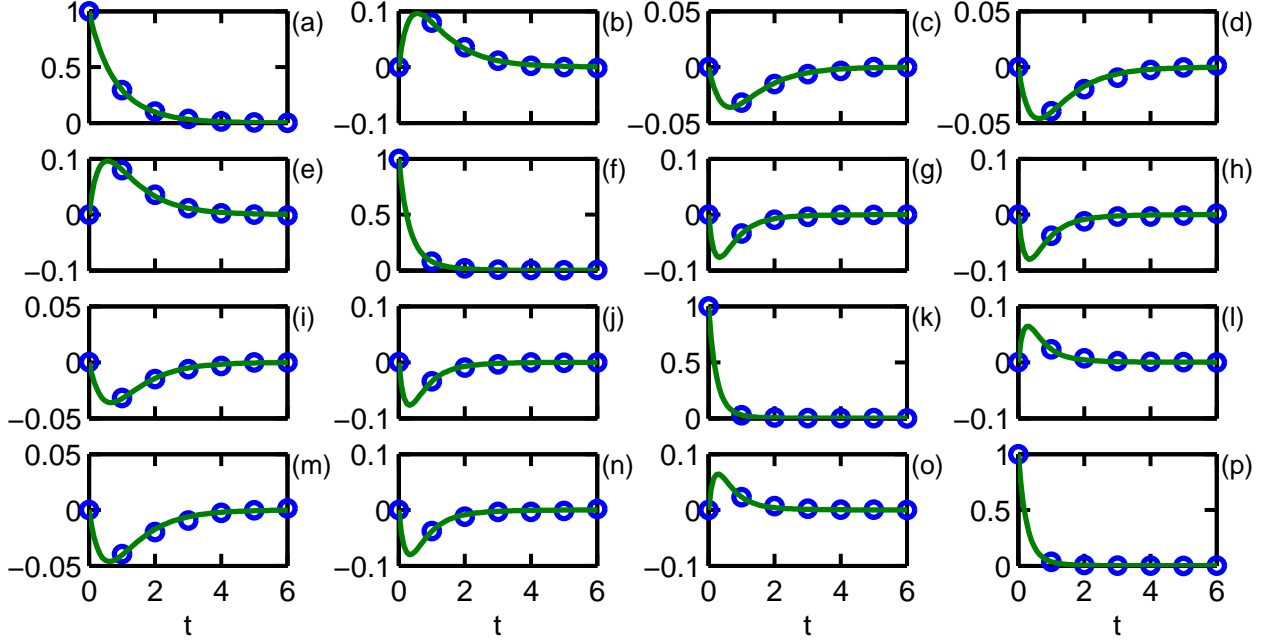 1 (a) 0.1 (b) 0.05 (c) 0.05 (d)
0.5 0 0 0
0 −0.1 −0.05 −0.05
0.1 (e) 1 (f) 0.1 (g) 0.1 (h)
0 0.5 0 0
−0.1 0 −0.1 −0.1
0.05 (i) 0.1 (j) 1 (k) 0.1 (l)
0 0 0.5 0
−0.05 −0.1 0 −0.1
0.05 (m) 0.1 (n) 0.1 (o) 1 (p)
0 0 0 0.5
−0.05 −0.1 −0.1 0
0 2 4 6 0 2 4 6 0 2 4 6 0 2 4 6
t t t t